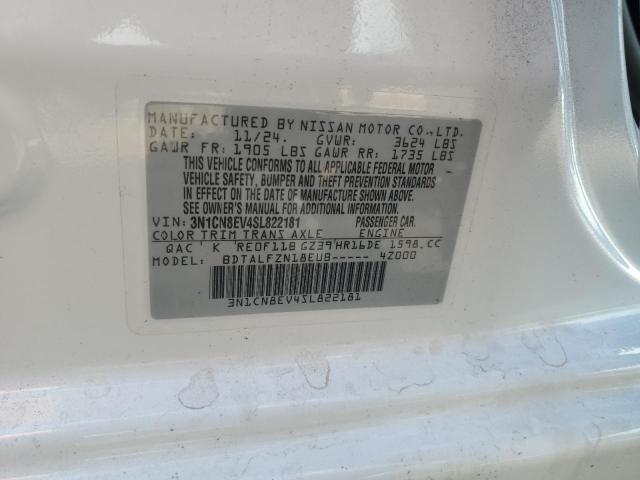 MANUFACTURED BY NISSAN MOTOR CO.,LTD.
DATE: 11/24. GVWR: 3624 LBS
GAWR FR: 1905 LBS GAWR RR: 1735 LBS
THIS VEHICLE CONFORMS TO ALL APPLICABLE FEDERAL MOTOR
VEHICLE SAFETY, BUMPER AND THEFT PREVENTION STANDARDS
IN EFFECT ON THE DATE OF MANUFACTURE SHOWN ABOVE.
SEE OWNER'S MANUAL FOR ADDITIONAL INFORMATION.
VIN: 3N1CN8EV4SL822181 PASSENGER CAR.
COLOR TRIM TRANS AXLE ENGINE
QAC K RE0F11B GZ39 HR16DE 1598.CC
MODEL: BDTALFZN18EUB----- 4Z000
3N1CN8EV4SL822181